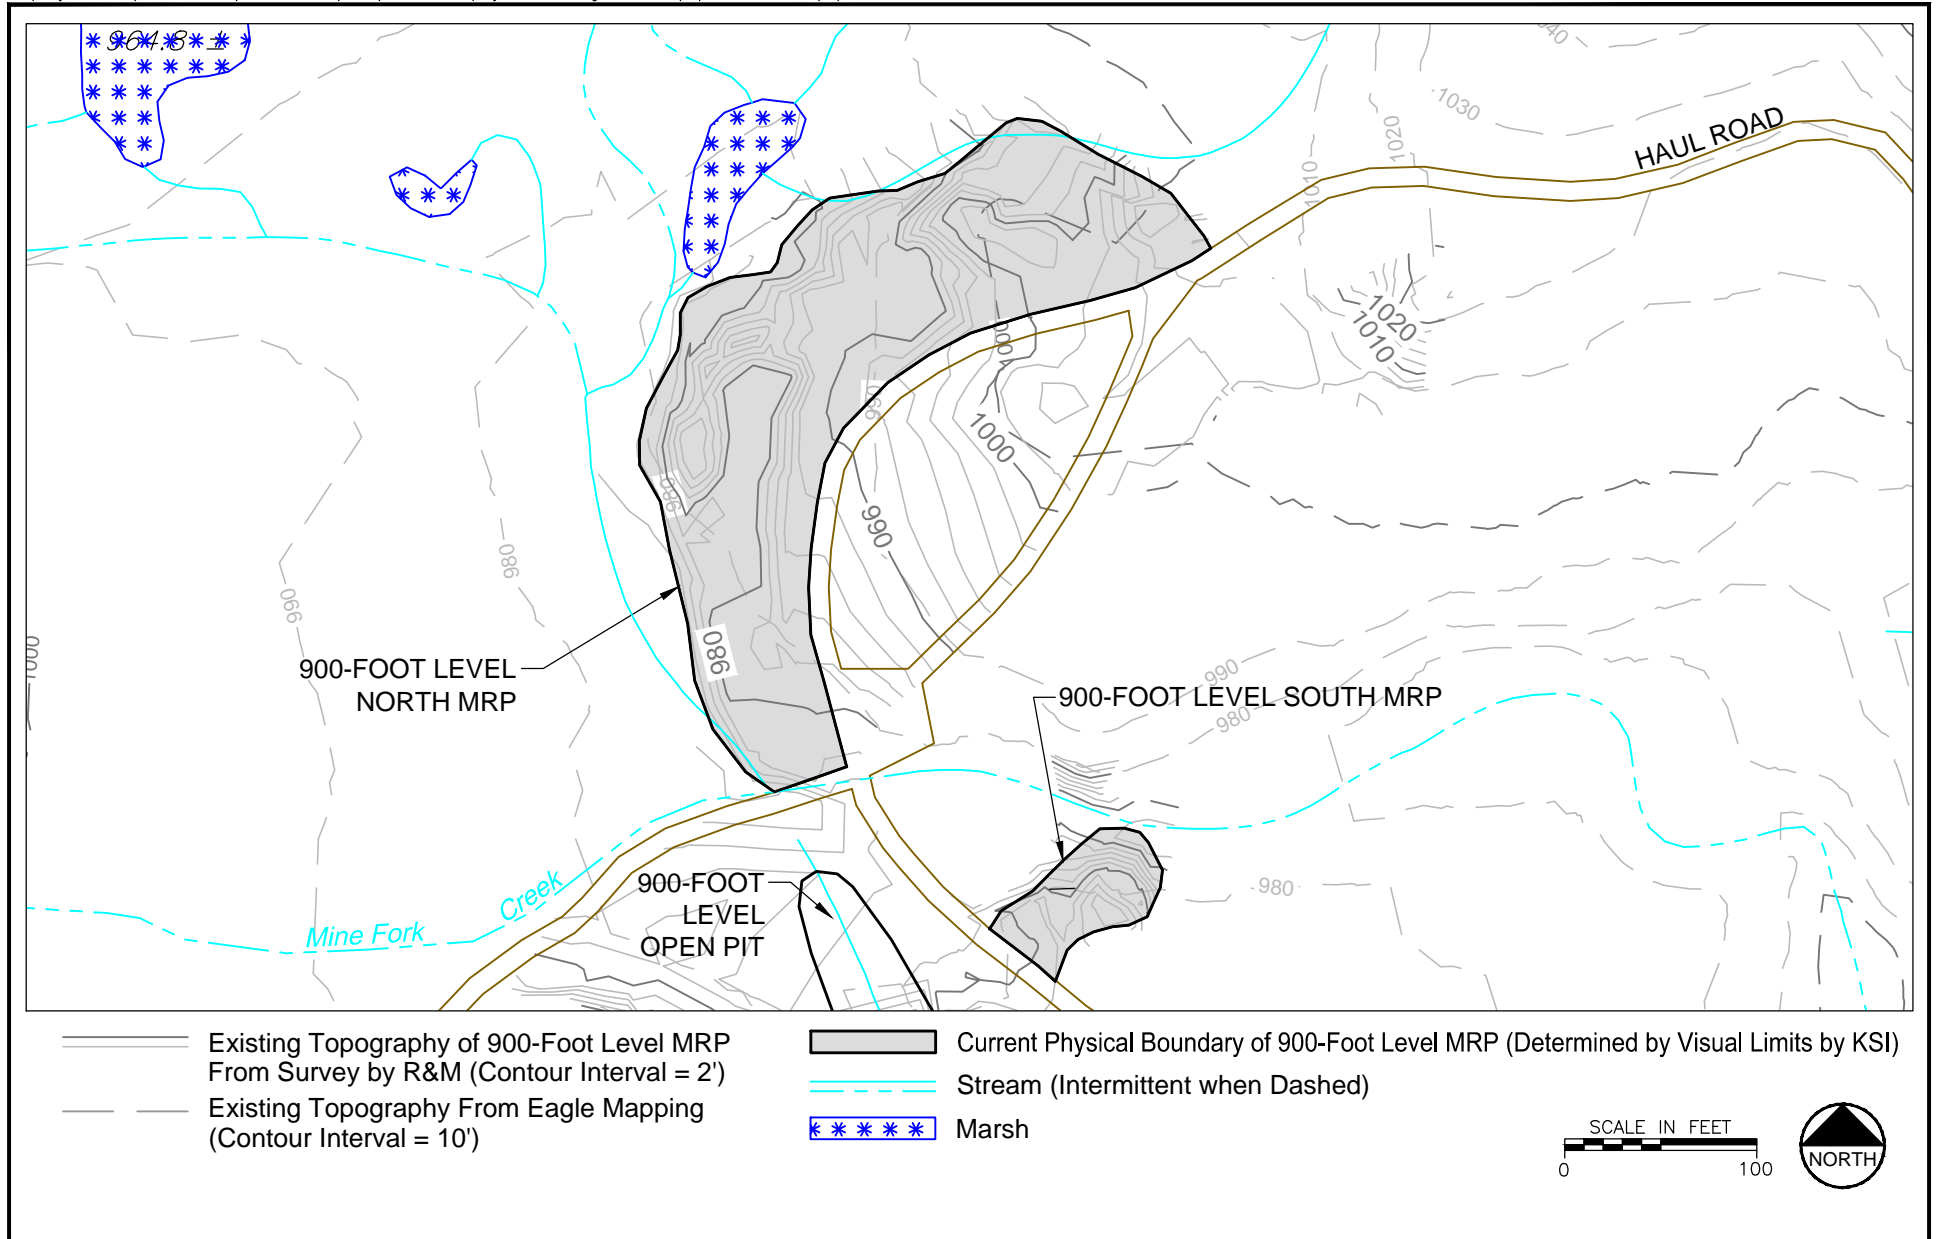 964.8 ±
1040
1030
1020
1010
HAUL ROAD
1020
1010
1000
990
1000
980
990
980
990
1000
980
900-FOOT LEVEL
NORTH MRP
990
980
900-FOOT LEVEL SOUTH MRP
980
900-FOOT
LEVEL
OPEN PIT
Mine Fork Creek
Existing Topography of 900-Foot Level MRP
From Survey by R&M (Contour Interval = 2')
Existing Topography From Eagle Mapping
(Contour Interval = 10')
Current Physical Boundary of 900-Foot Level MRP (Determined by Visual Limits by KSI)
Stream (Intermittent when Dashed)
Marsh
SCALE IN FEET
0 100
NORTH